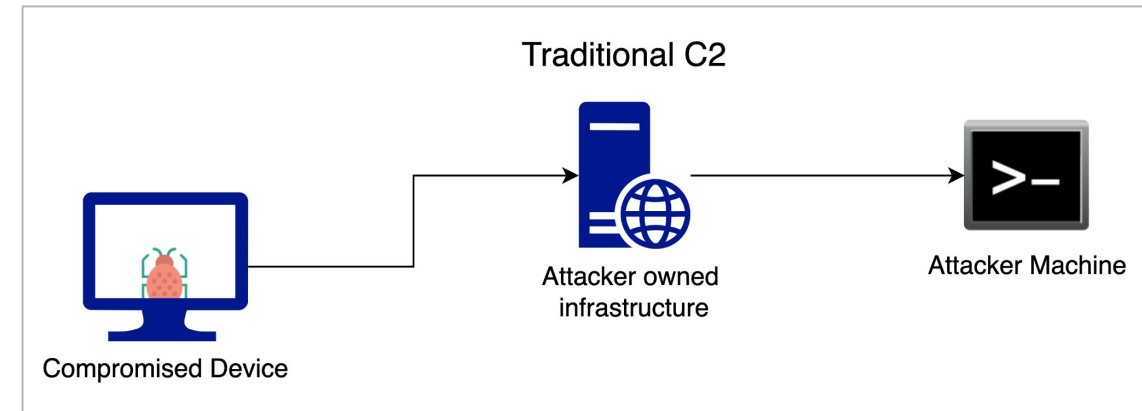 Traditional C2
>_
Attacker owned
infrastructure
Attacker Machine
Compromised Device